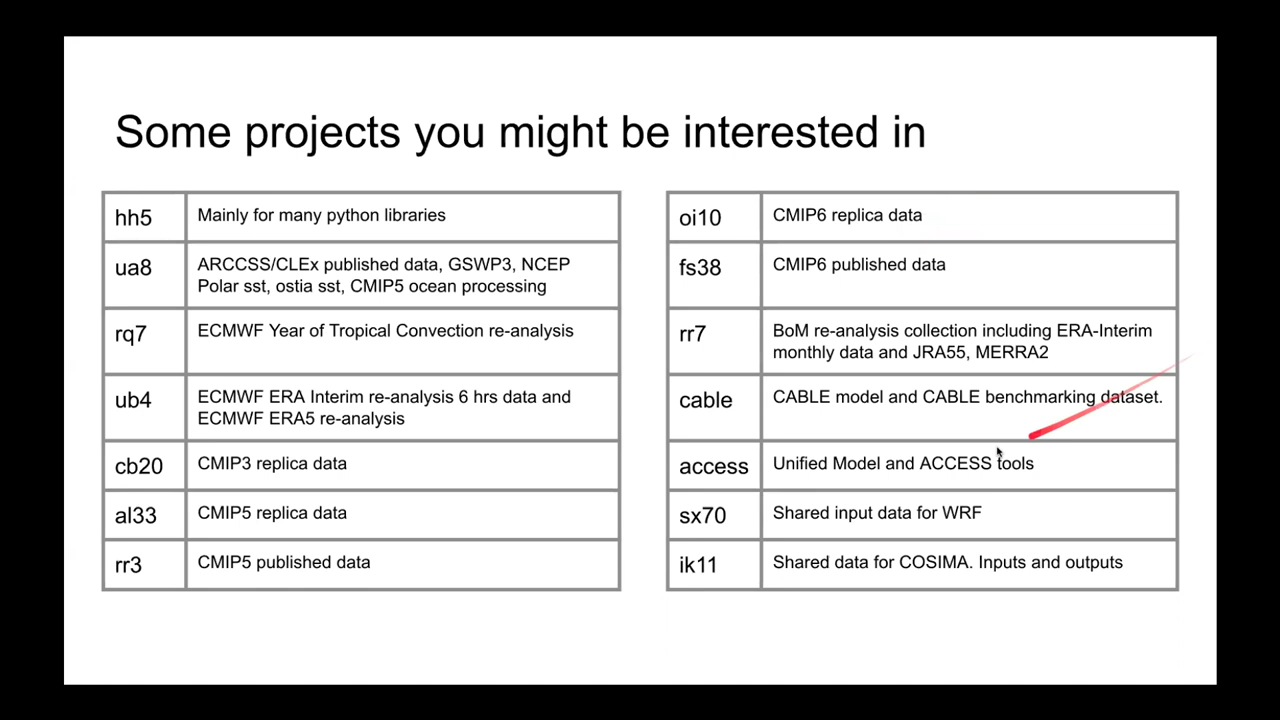 Some projects you might be interested in
hh5
Mainly for many python libraries
ua8
ARCCSS/CLEx published data, GSWP3, NCEP
Polar sst, ostia sst, CMIP5 ocean processing
rq7
ECMWF Year of Tropical Convection re-analysis
ub4
ECMWF ERA Interim re-analysis 6 hrs data and
ECMWF ERA5 re-analysis
cb20
CMIP3 replica data
al33
CMIP5 replica data
rr3
CMIP5 published data
oi10
CMIP6 replica data
fs38
CMIP6 published data
rr7
BoM re-analysis collection including ERA-Interim
monthly data and JRA55, MERRA2
cable
CABLE model and CABLE benchmarking dataset.
access
Unified Model and ACCESS tools
sx70
Shared input data for WRF
ik11
Shared data for COSIMA. Inputs and outputs